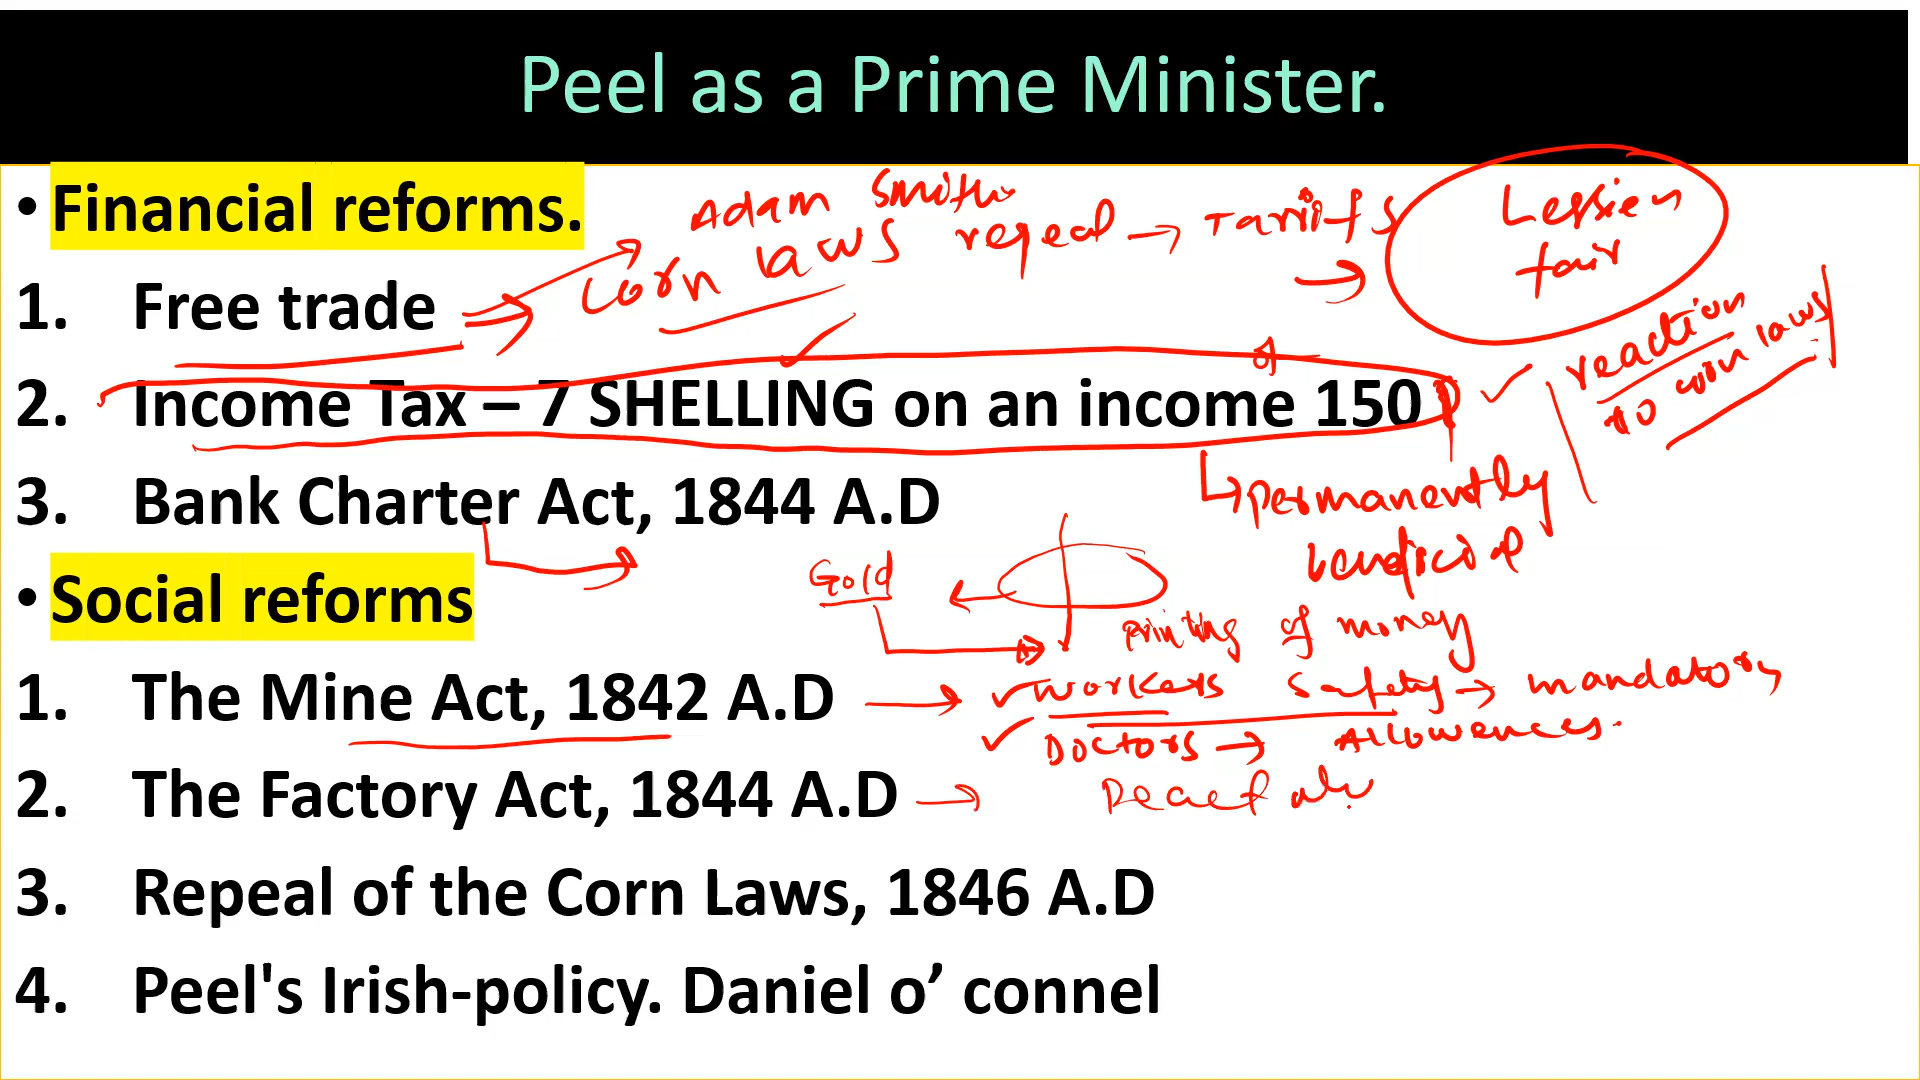 Peel as a Prime Minister.
• Financial reforms.
Adam Smith
Corn laws repeal → Tariffs
→
fair
1. Free trade
reaction
to corn laws
of
2. Income Tax – 7 SHELLING on an income 150 P
permanently
3. Bank Charter Act, 1844 A.D
Gold
• Social reforms
Printing of money
1. The Mine Act, 1842 A.D → workers safety → mandatory
Doctors → Allowences.
2. The Factory Act, 1844 A.D →
3. Repeal of the Corn Laws, 1846 A.D
4. Peel's Irish-policy. Daniel o’ connel